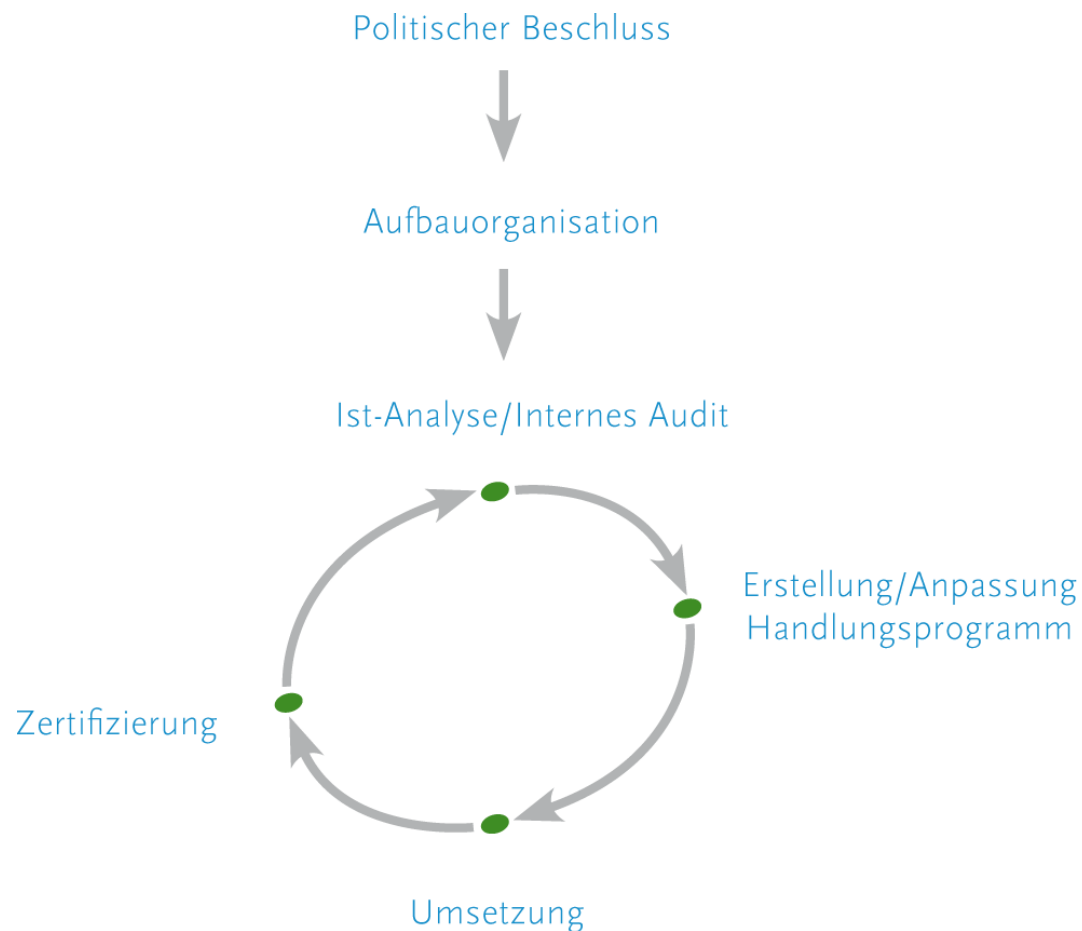 Politischer Beschluss
Aufbauorganisation
Ist-Analyse/Internes Audit
Erstellung/Anpassung
Handlungsprogramm
Zertifizierung
Umsetzung